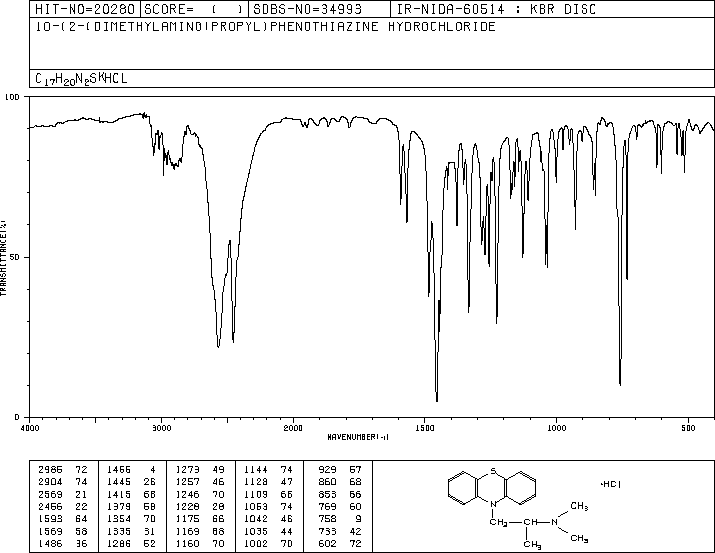 HIT-NO=20280 SCORE= ( ) SDBS-NO=34993 IR-NIDA-60514 : KBR DISC
10-(2-(DIMETHYLAMINO)PROPYL)PHENOTHIAZINE HYDROCHLORIDE
C17H20N2S*HCL
100
50
0
TRANSMITTANCE(%)
4000 3000 2000 1500 1000 500
WAVENUMBER(-1)
2986 72 1456 4 1273 49 1144 74 929 57
2904 74 1445 26 1257 46 1128 47 860 68
2569 21 1415 68 1246 70 1109 66 853 66
2456 22 1379 58 1228 28 1053 74 769 60
1593 64 1354 70 1175 66 1042 46 758 9
1569 58 1335 31 1169 68 1035 44 733 42
1486 36 1286 52 1160 70 1002 70 602 72
S
N
CH2 CH N
CH3
CH3
CH3
·HCl